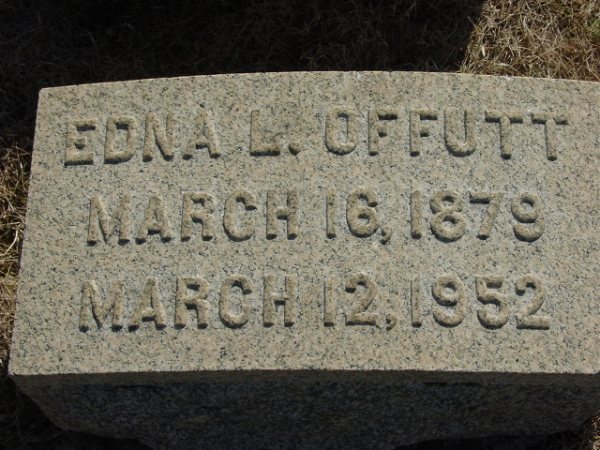 EDNA L. OFFUTT
MARCH 16, 1879
MARCH 12, 1952